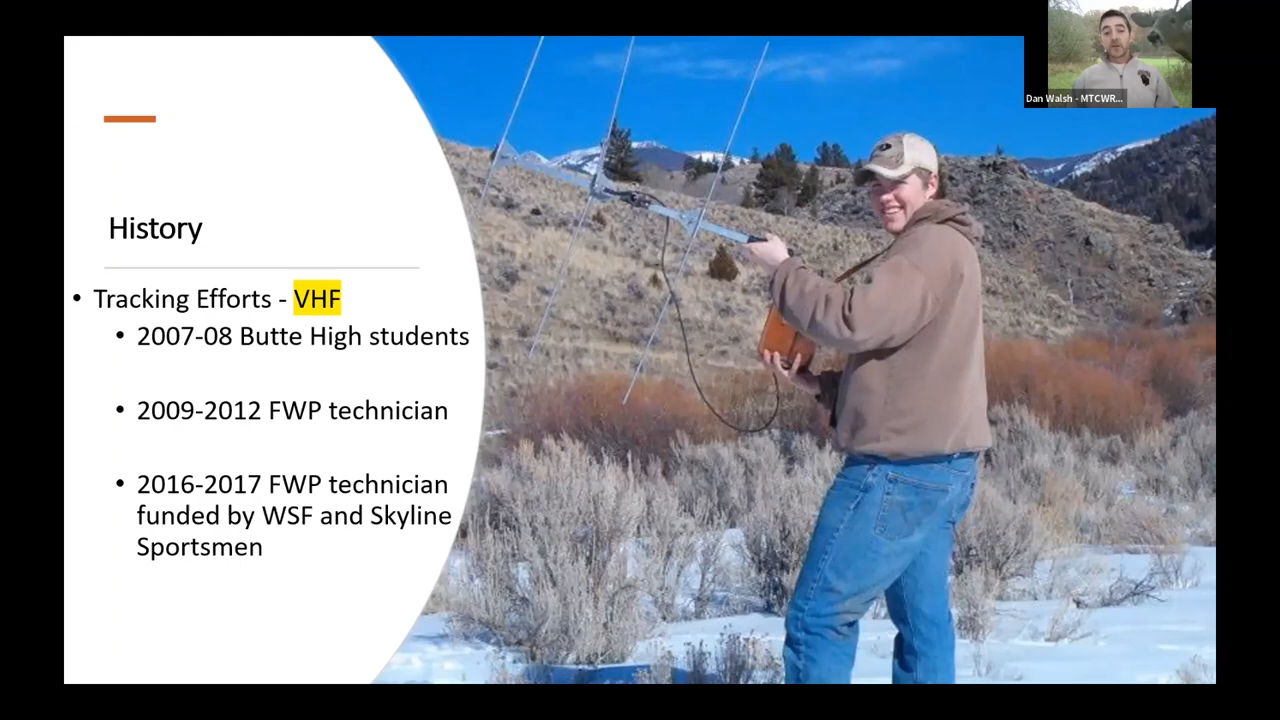 Dan Walsh - MTCWR...
History
• Tracking Efforts - VHF
• 2007-08 Butte High students
• 2009-2012 FWP technician
• 2016-2017 FWP technician
funded by WSF and Skyline
Sportsmen